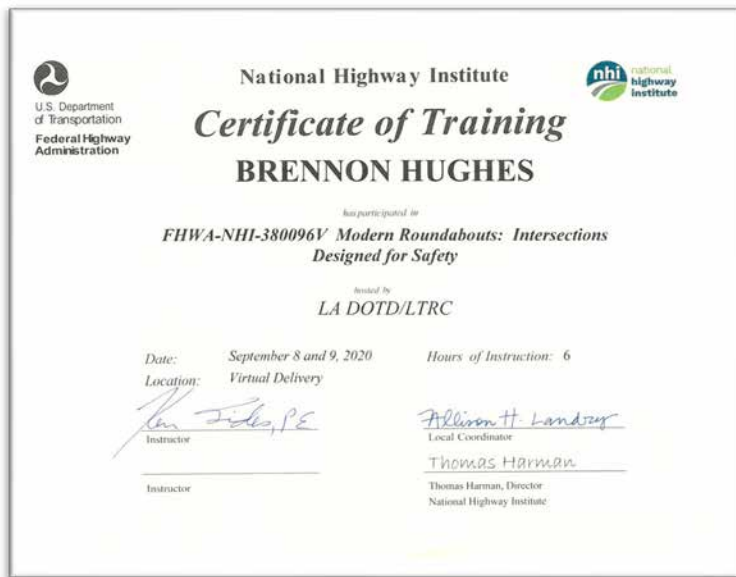 U.S. Department
of Transportation
Federal Highway
Administration
National Highway Institute
nhi national
highway
institute
Certificate of Training
BRENNON HUGHES
has participated in
FHWA-NHI-380096V Modern Roundabouts: Intersections
Designed for Safety
hosted by
LA DOTD/LTRC
Date: September 8 and 9, 2020
Hours of Instruction: 6
Location: Virtual Delivery
Ken Sides, PE
Instructor
Allison H. Landry
Local Coordinator
Thomas Harman
Instructor
Thomas Harman, Director
National Highway Institute